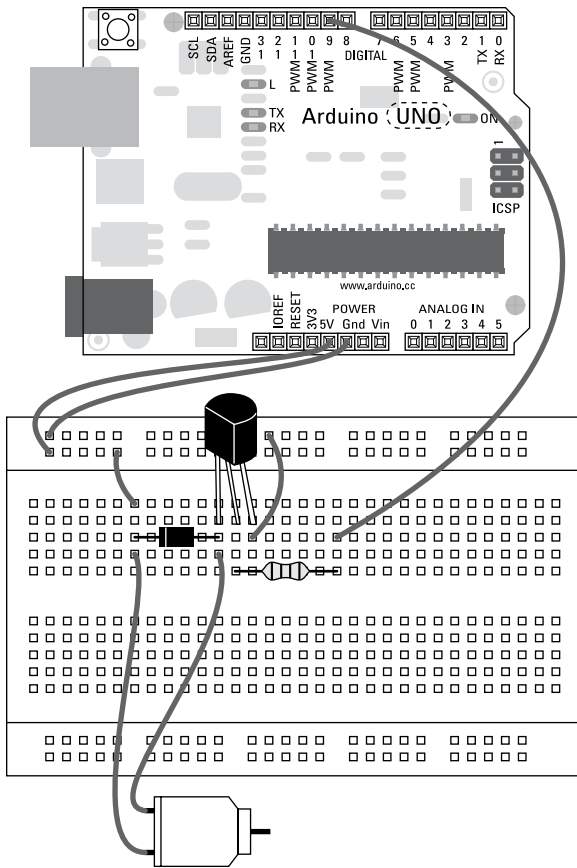 SCL
SDA
AREF
GND
13
12
PWM 11
PWM 10
PWM 9
8
DIGITAL
7
PWM 6
PWM 5
4
PWM 3
2
TX 1
RX 0
L
TX
RX
Arduino UNO
ON
1
ICSP
www.arduino.cc
IOREF
RESET
3V3
5V
Gnd
Vin
POWER
ANALOG IN
0 1 2 3 4 5